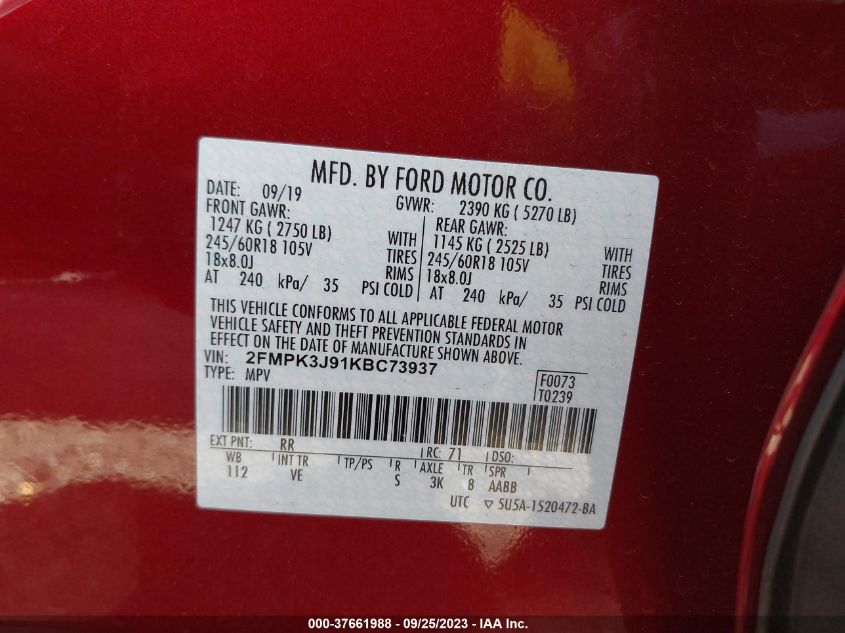 MFD. BY FORD MOTOR CO.
DATE: 09/19 GVWR: 2390 KG ( 5270 LB)
FRONT GAWR: REAR GAWR:
1247 KG ( 2750 LB) WITH 1145 KG ( 2525 LB) WITH
245/60R18 105V TIRES 245/60R18 105V TIRES
18x8.0J RIMS 18x8.0J RIMS
AT 240 kPa/ 35 PSI COLD AT 240 kPa/ 35 PSI COLD
THIS VEHICLE CONFORMS TO ALL APPLICABLE FEDERAL MOTOR
VEHICLE SAFETY AND THEFT PREVENTION STANDARDS IN
EFFECT ON THE DATE OF MANUFACTURE SHOWN ABOVE.
VIN: 2FMPK3J91KBC73937
TYPE: MPV
F0073
T0239
EXT PNT: RR RC: 71 DSO:
WB INT TR TP/PS R AXLE TR SPR
112 VE S 3K 8 AABB
UTC ▽ 5U5A-1520472-BA
000-37661988 - 09/25/2023 - IAA Inc.